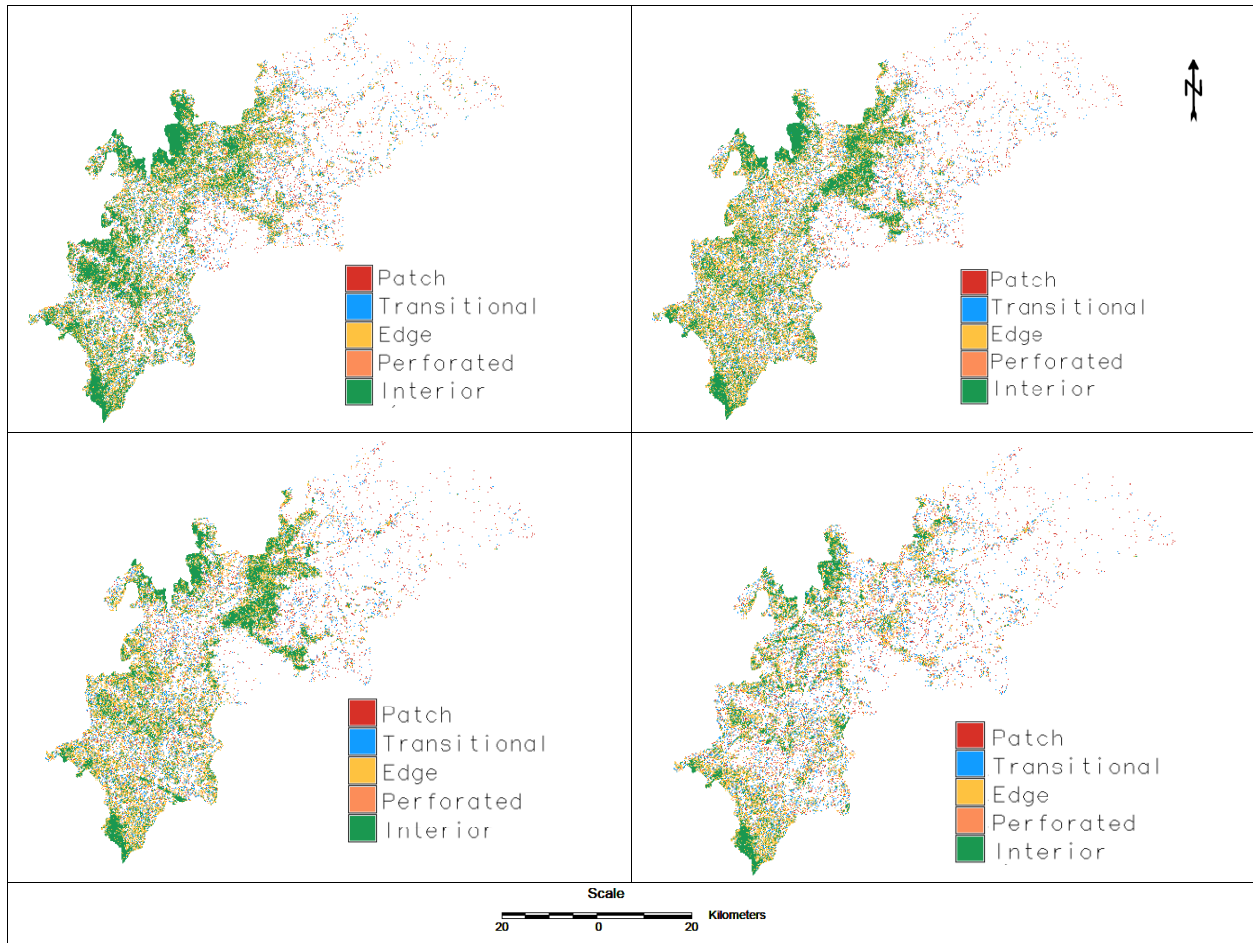 N
Patch
Transitional
Edge
Perforated
Interior
Patch
Transitional
Edge
Perforated
Interior
Patch
Transitional
Edge
Perforated
Interior
Patch
Transitional
Edge
Perforated
Interior
Scale
20 0 20 Kilometers